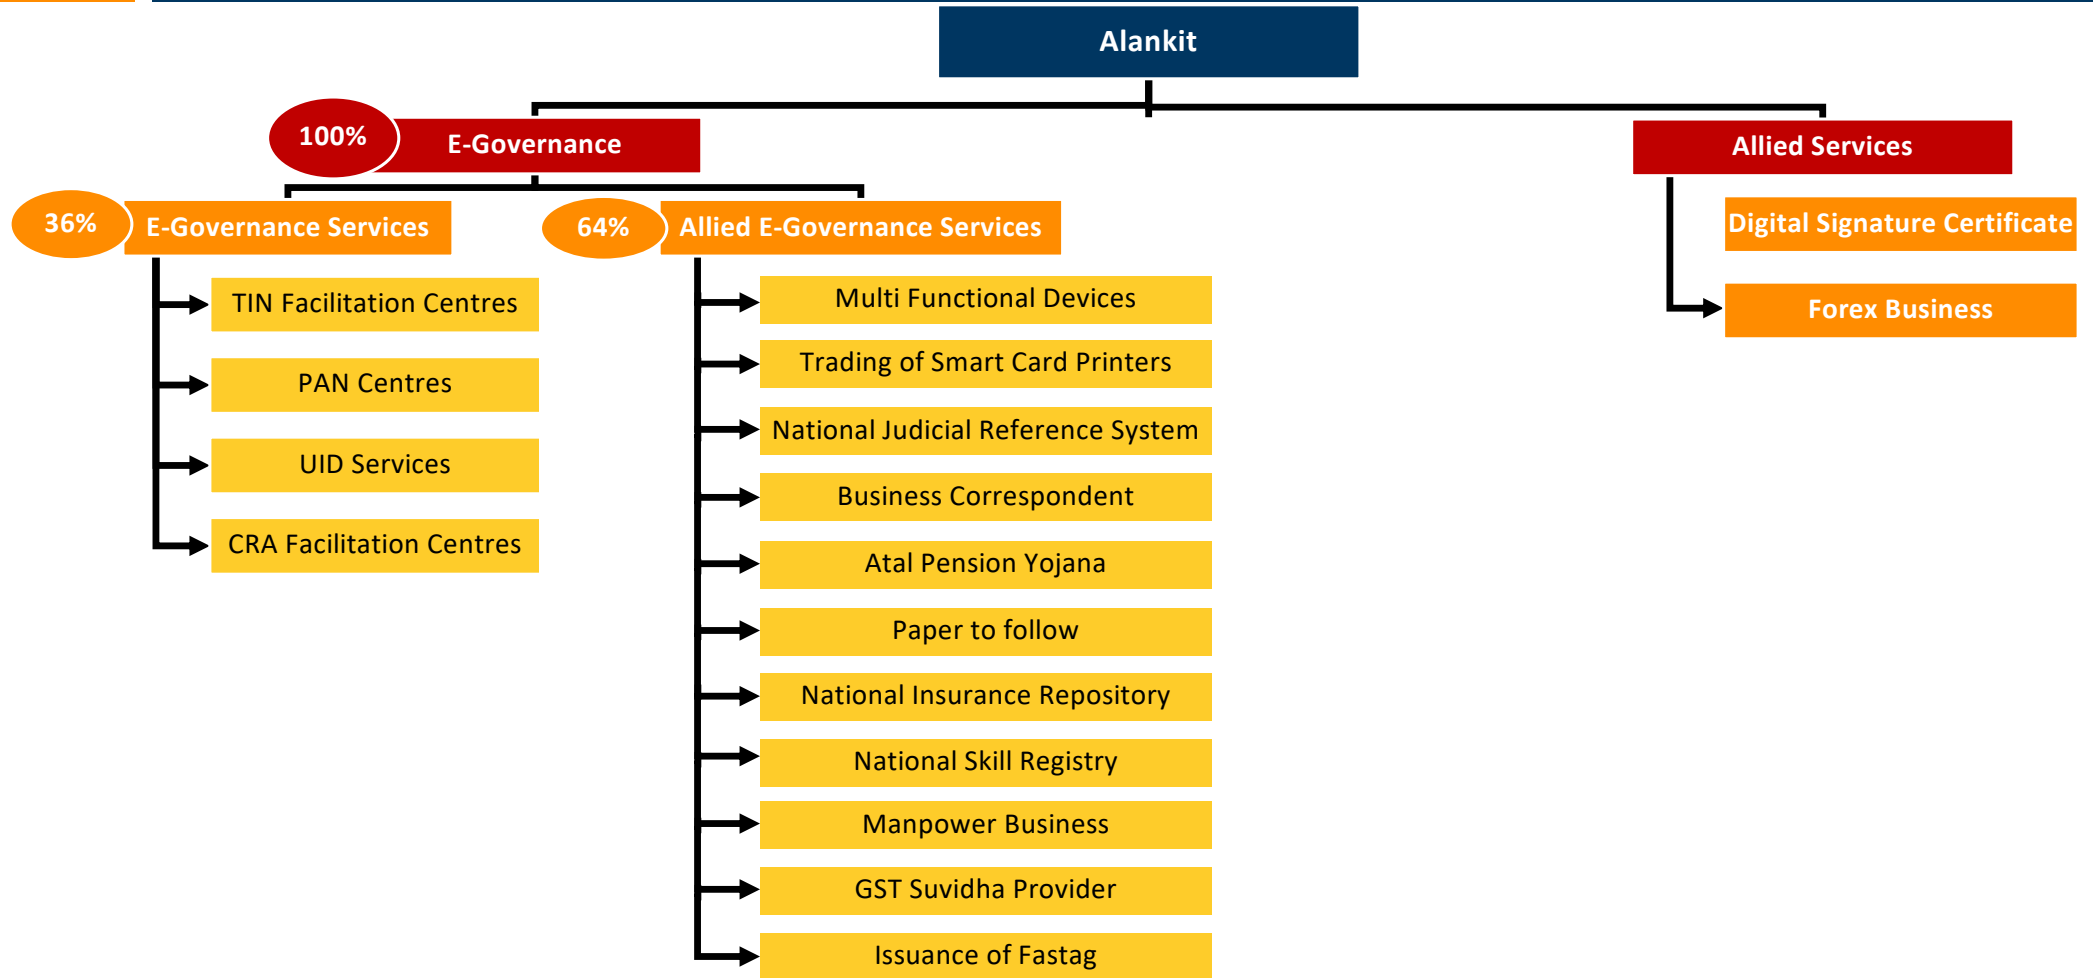 Alankit
100%
E-Governance
Allied Services
36%
E-Governance Services
64%
Allied E-Governance Services
Digital Signature Certificate
Forex Business
TIN Facilitation Centres
PAN Centres
UID Services
CRA Facilitation Centres
Multi Functional Devices
Trading of Smart Card Printers
National Judicial Reference System
Business Correspondent
Atal Pension Yojana
Paper to follow
National Insurance Repository
National Skill Registry
Manpower Business
GST Suvidha Provider
Issuance of Fastag